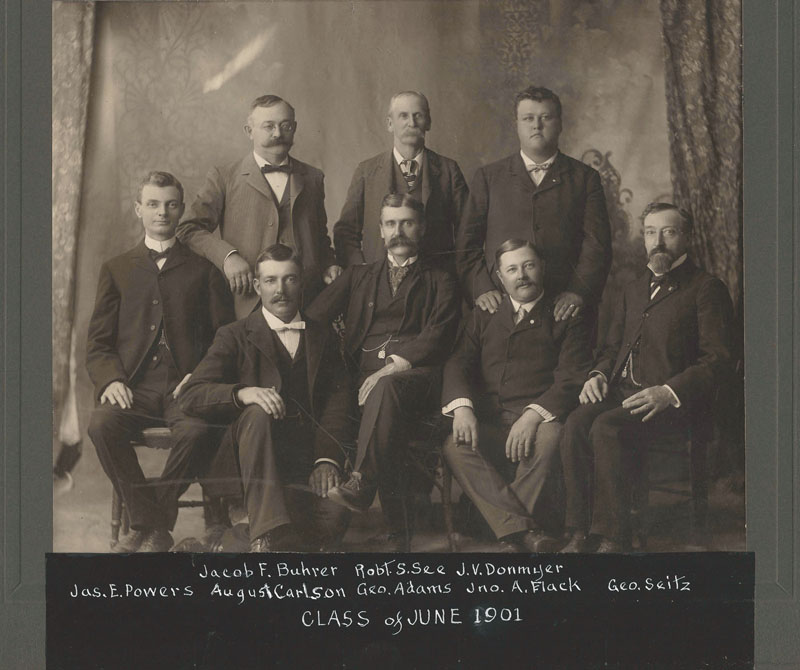 Jacob F. Buhrer Robt S. See J.V. Donmyer
Jas. E. Powers August Carlson Geo. Adams Jno. A. Flack Geo. Seitz
CLASS of JUNE 1901